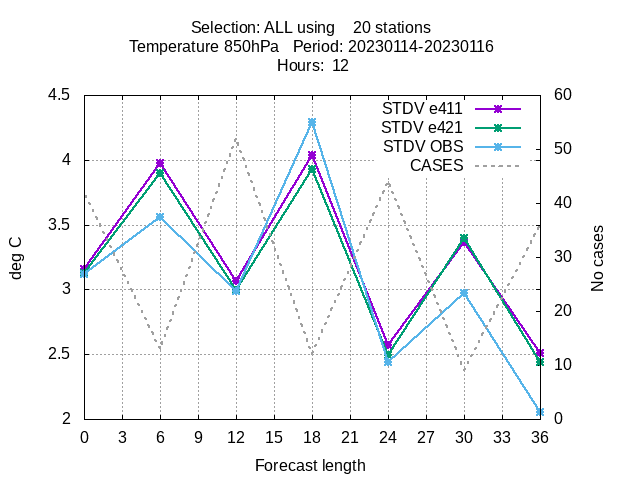 Selection: ALL using    20 stations
Temperature 850hPa   Period: 20230114-20230116
Hours:  12
4.5
4
3.5
3
2.5
2
deg C
STDV e411
STDV e421
STDV OBS
CASES
60
50
40
30
20
10
0
No cases
0 3 6 9 12 15 18 21 24 27 30 33 36
Forecast length